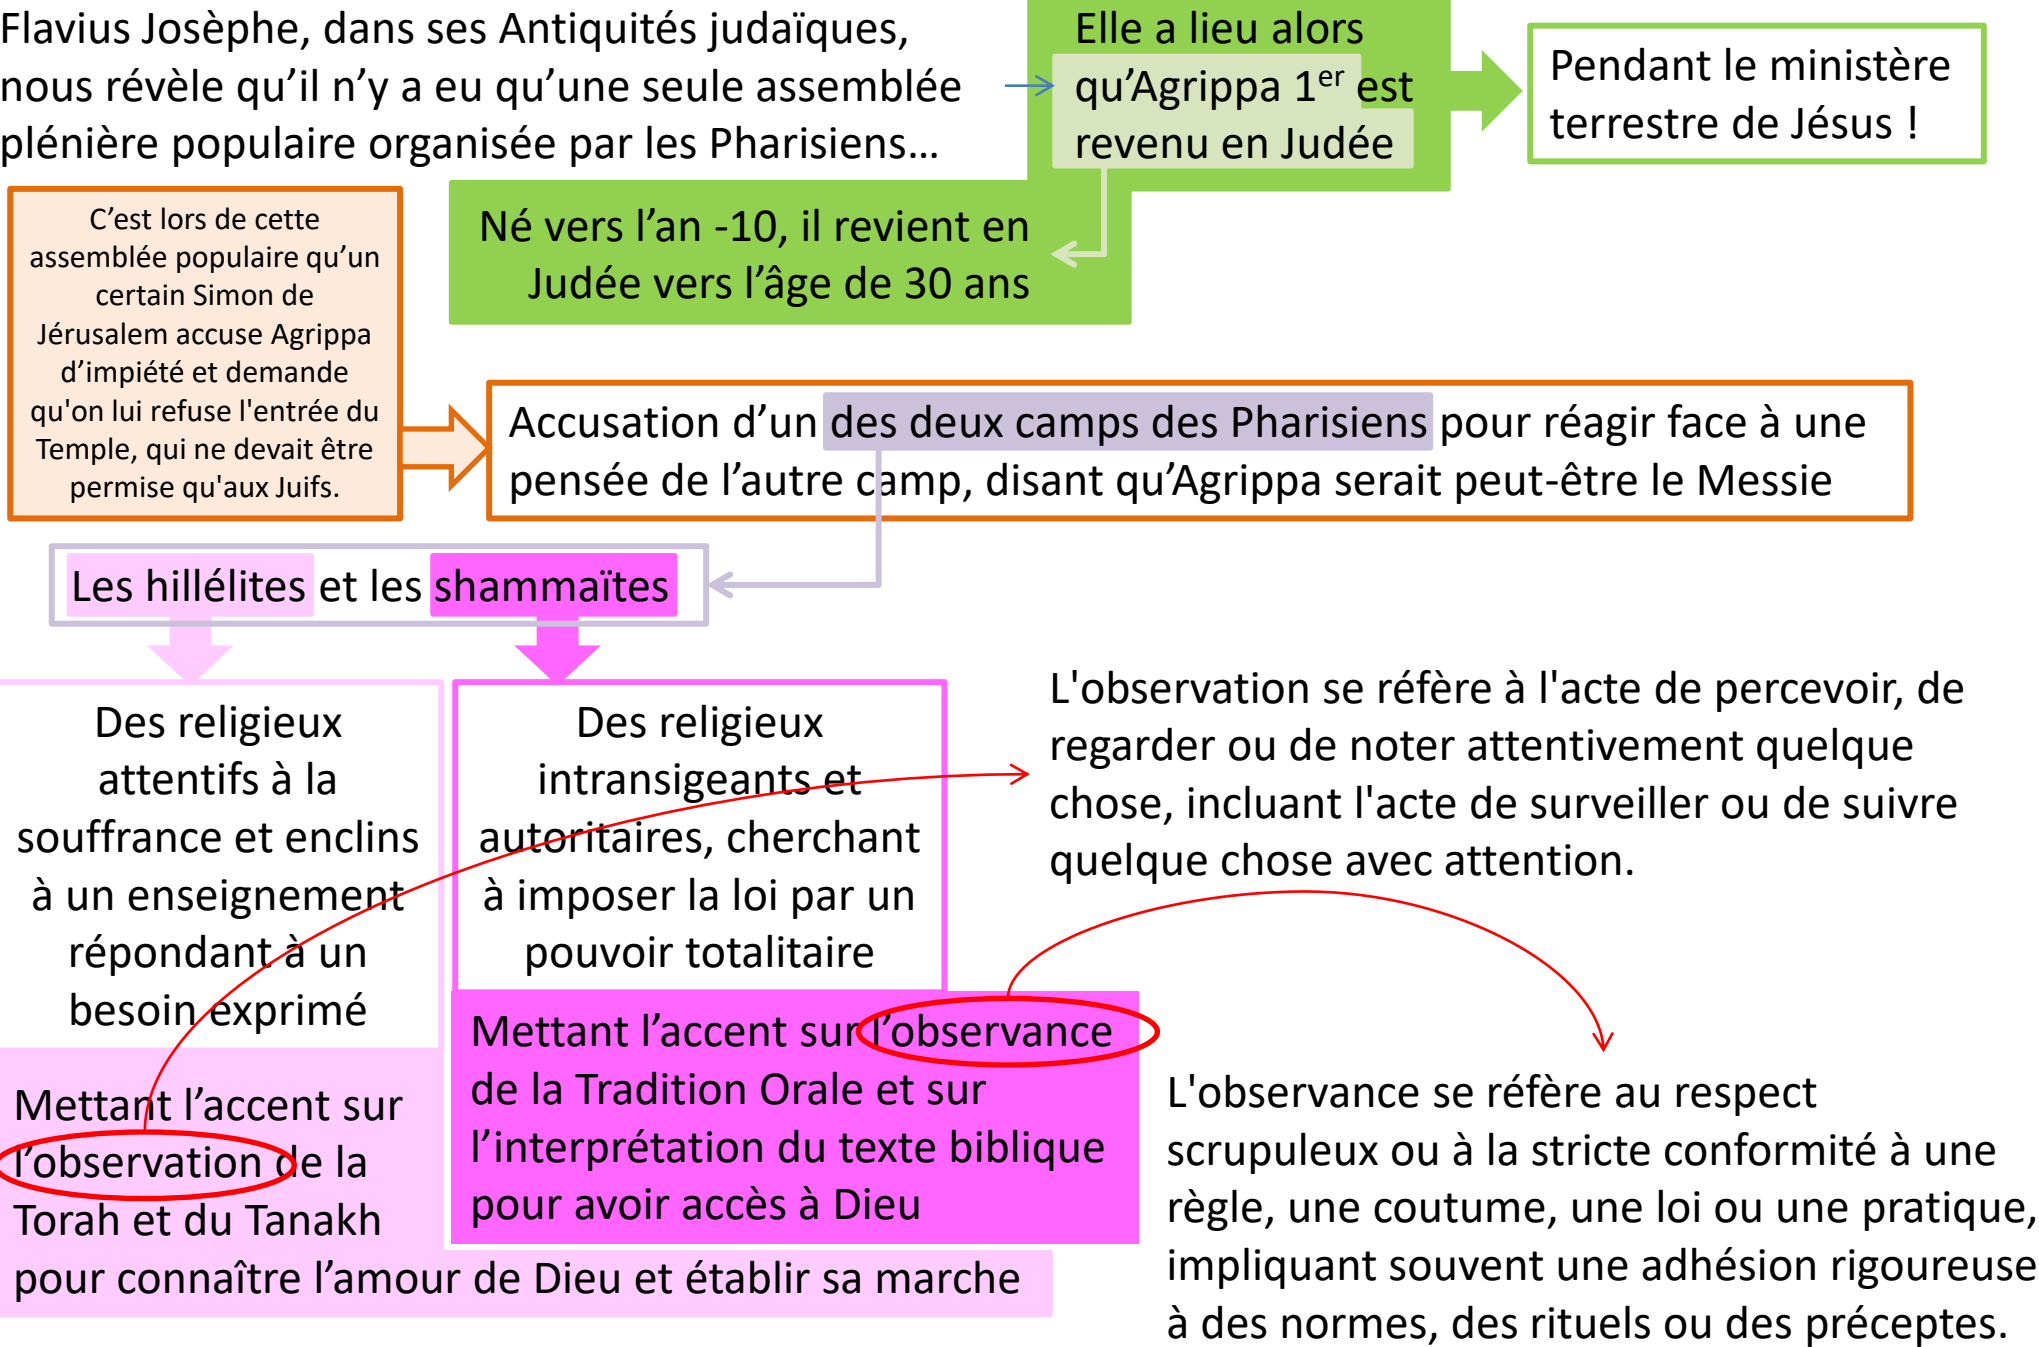 Flavius Josèphe, dans ses Antiquités judaïques,
nous révèle qu’il n’y a eu qu’une seule assemblée
plénière populaire organisée par les Pharisiens…
Elle a lieu alors
qu’Agrippa 1er est
revenu en Judée
Pendant le ministère
terrestre de Jésus !
Né vers l’an -10, il revient en
Judée vers l’âge de 30 ans
C’est lors de cette
assemblée populaire qu’un
certain Simon de
Jérusalem accuse Agrippa
d’impiété et demande
qu'on lui refuse l'entrée du
Temple, qui ne devait être
permise qu'aux Juifs.
Accusation d’un des deux camps des Pharisiens pour réagir face à une
pensée de l’autre camp, disant qu’Agrippa serait peut-être le Messie
Les hillélites et les shammaïtes
Des religieux
attentifs à la
souffrance et enclins
à un enseignement
répondant à un
besoin exprimé
Mettant l’accent sur
l’observation de la
Torah et du Tanakh
pour connaître l’amour de Dieu et établir sa marche
Des religieux
intransigeants et
autoritaires, cherchant
à imposer la loi par un
pouvoir totalitaire
Mettant l’accent sur l’observance
de la Tradition Orale et sur
l’interprétation du texte biblique
pour avoir accès à Dieu
L'observation se réfère à l'acte de percevoir, de
regarder ou de noter attentivement quelque
chose, incluant l'acte de surveiller ou de suivre
quelque chose avec attention.
L'observance se réfère au respect
scrupuleux ou à la stricte conformité à une
règle, une coutume, une loi ou une pratique,
impliquant souvent une adhésion rigoureuse
à des normes, des rituels ou des préceptes.